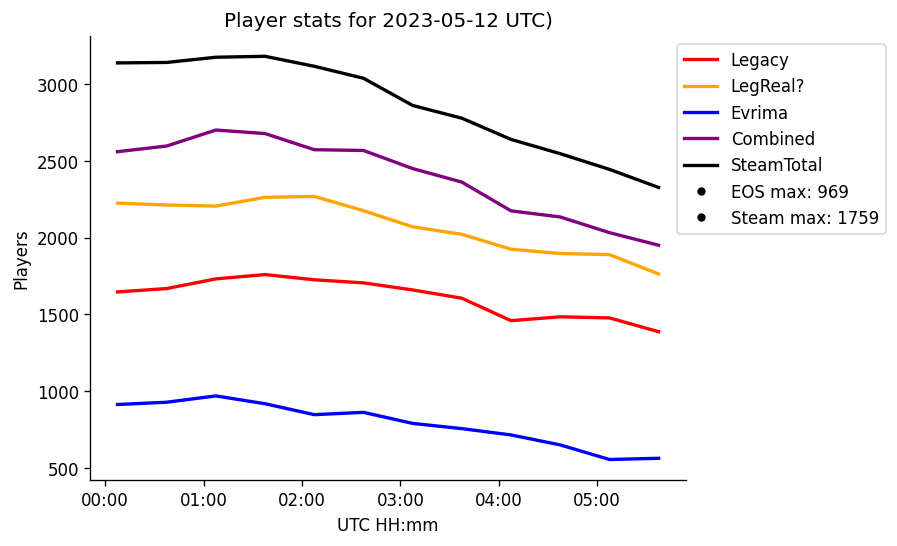 Player stats for 2023-05-12 UTC)
Players
3000
2500
2000
1500
1000
500
00:00 01:00 02:00 03:00 04:00 05:00
UTC HH:mm
Legacy
LegReal?
Evrima
Combined
SteamTotal
EOS max: 969
Steam max: 1759